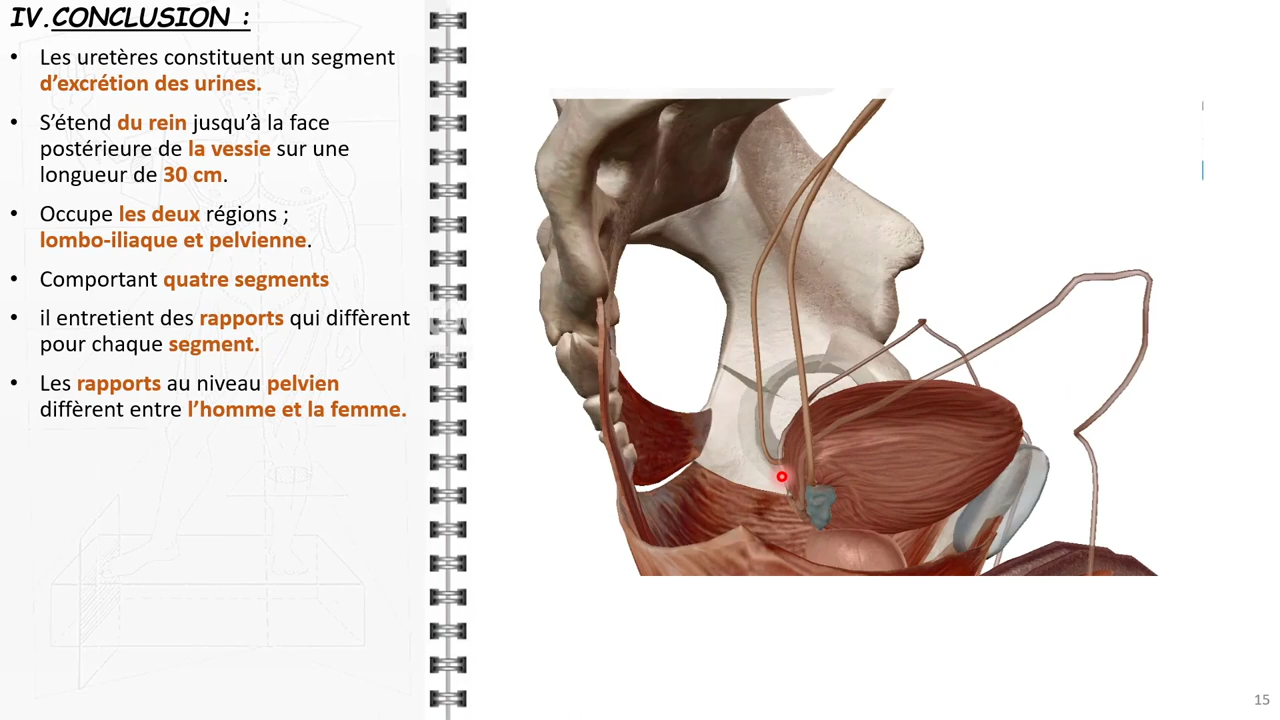 IV.CONCLUSION :
• Les uretères constituent un segment
d'excrétion des urines.
• S'étend du rein jusqu'à la face
postérieure de la vessie sur une
longueur de 30 cm.
• Occupe les deux régions ;
lombo-iliaque et pelvienne.
• Comportant quatre segments
• il entretient des rapports qui diffèrent
pour chaque segment.
• Les rapports au niveau pelvien
diffèrent entre l'homme et la femme.
15